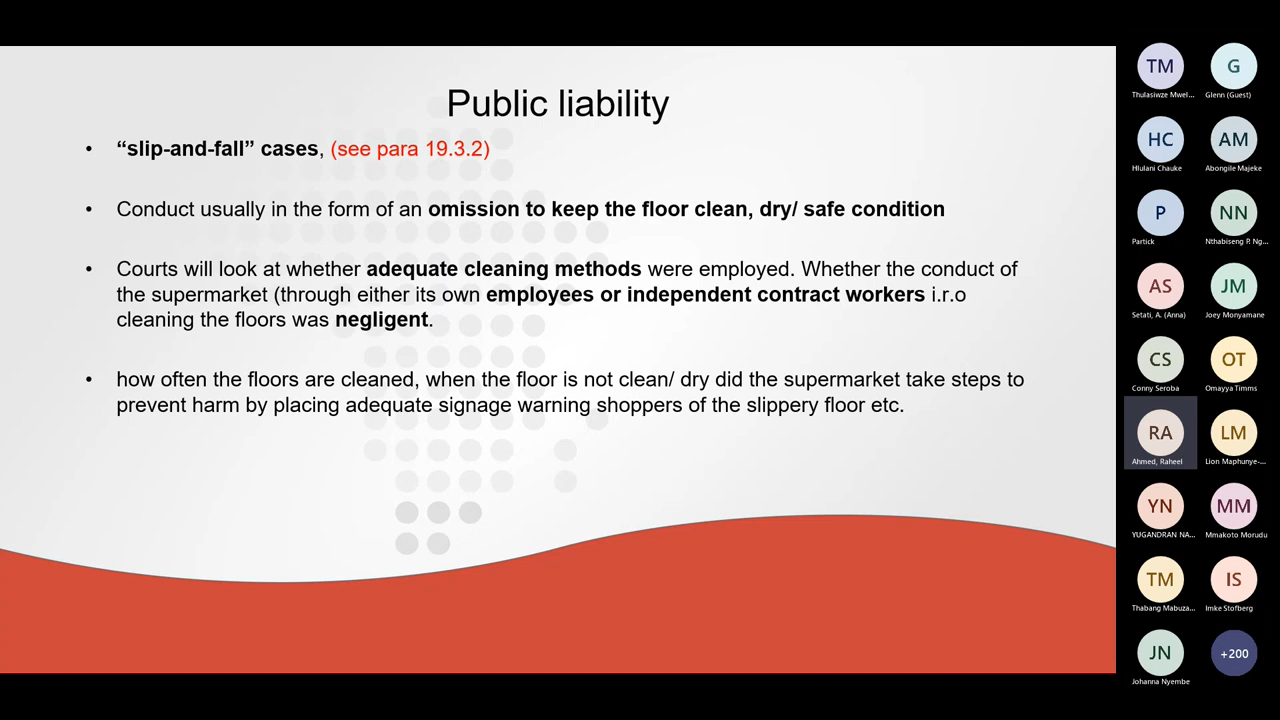 Public liability
• “slip-and-fall” cases, (see para 19.3.2)
• Conduct usually in the form of an omission to keep the floor clean, dry/ safe condition
• Courts will look at whether adequate cleaning methods were employed. Whether the conduct of
the supermarket (through either its own employees or independent contract workers i.r.o
cleaning the floors was negligent.
• how often the floors are cleaned, when the floor is not clean/ dry did the supermarket take steps to
prevent harm by placing adequate signage warning shoppers of the slippery floor etc.
TM G
Thulasiwze Mwel... Glenn (Guest)
HC AM
Hlulani Chauke Abongile Majeke
P NN
Partick Nthabiseng P. Ng...
AS JM
Setati, A. (Anna) Joey Monyamane
CS OT
Conny Seroba Omayya Timms
RA LM
Ahmed, Raheel Lion Maphunye-...
YN MM
YUGANDRAN NA... Mmakoto Morudu
TM IS
Thabang Mabuza... Imke Stofberg
JN +200
Johanna Nyembe